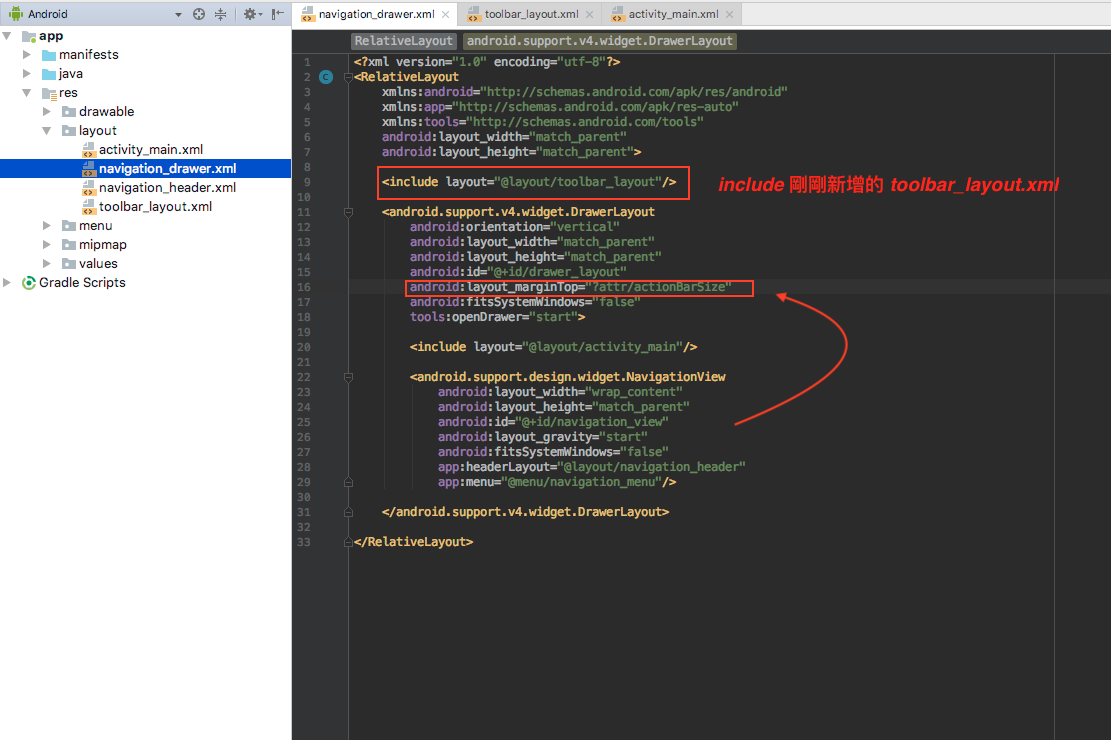 Android
navigation_drawer.xml
toolbar_layout.xml
activity_main.xml
app
manifests
java
res
drawable
layout
activity_main.xml
navigation_drawer.xml
navigation_header.xml
toolbar_layout.xml
menu
mipmap
values
Gradle Scripts
RelativeLayout
android.support.v4.widget.DrawerLayout
1 <?xml version="1.0" encoding="utf-8"?>
2 C <RelativeLayout
3 xmlns:android="http://schemas.android.com/apk/res/android"
4 xmlns:app="http://schemas.android.com/apk/res-auto"
5 xmlns:tools="http://schemas.android.com/tools"
6 android:layout_width="match_parent"
7 android:layout_height="match_parent">
8
9 <include layout="@layout/toolbar_layout"/> include 剛剛新增的 toolbar_layout.xml
10
11 <android.support.v4.widget.DrawerLayout
12 android:orientation="vertical"
13 android:layout_width="match_parent"
14 android:layout_height="match_parent"
15 android:id="@+id/drawer_layout"
16 android:layout_marginTop="?attr/actionBarSize"
17 android:fitsSystemWindows="false"
18 tools:openDrawer="start">
19
20 <include layout="@layout/activity_main"/>
21
22 <android.support.design.widget.NavigationView
23 android:layout_width="wrap_content"
24 android:layout_height="match_parent"
25 android:id="@+id/navigation_view"
26 android:layout_gravity="start"
27 android:fitsSystemWindows="false"
28 app:headerLayout="@layout/navigation_header"
29 app:menu="@menu/navigation_menu"/>
30
31 </android.support.v4.widget.DrawerLayout>
32
33 </RelativeLayout>